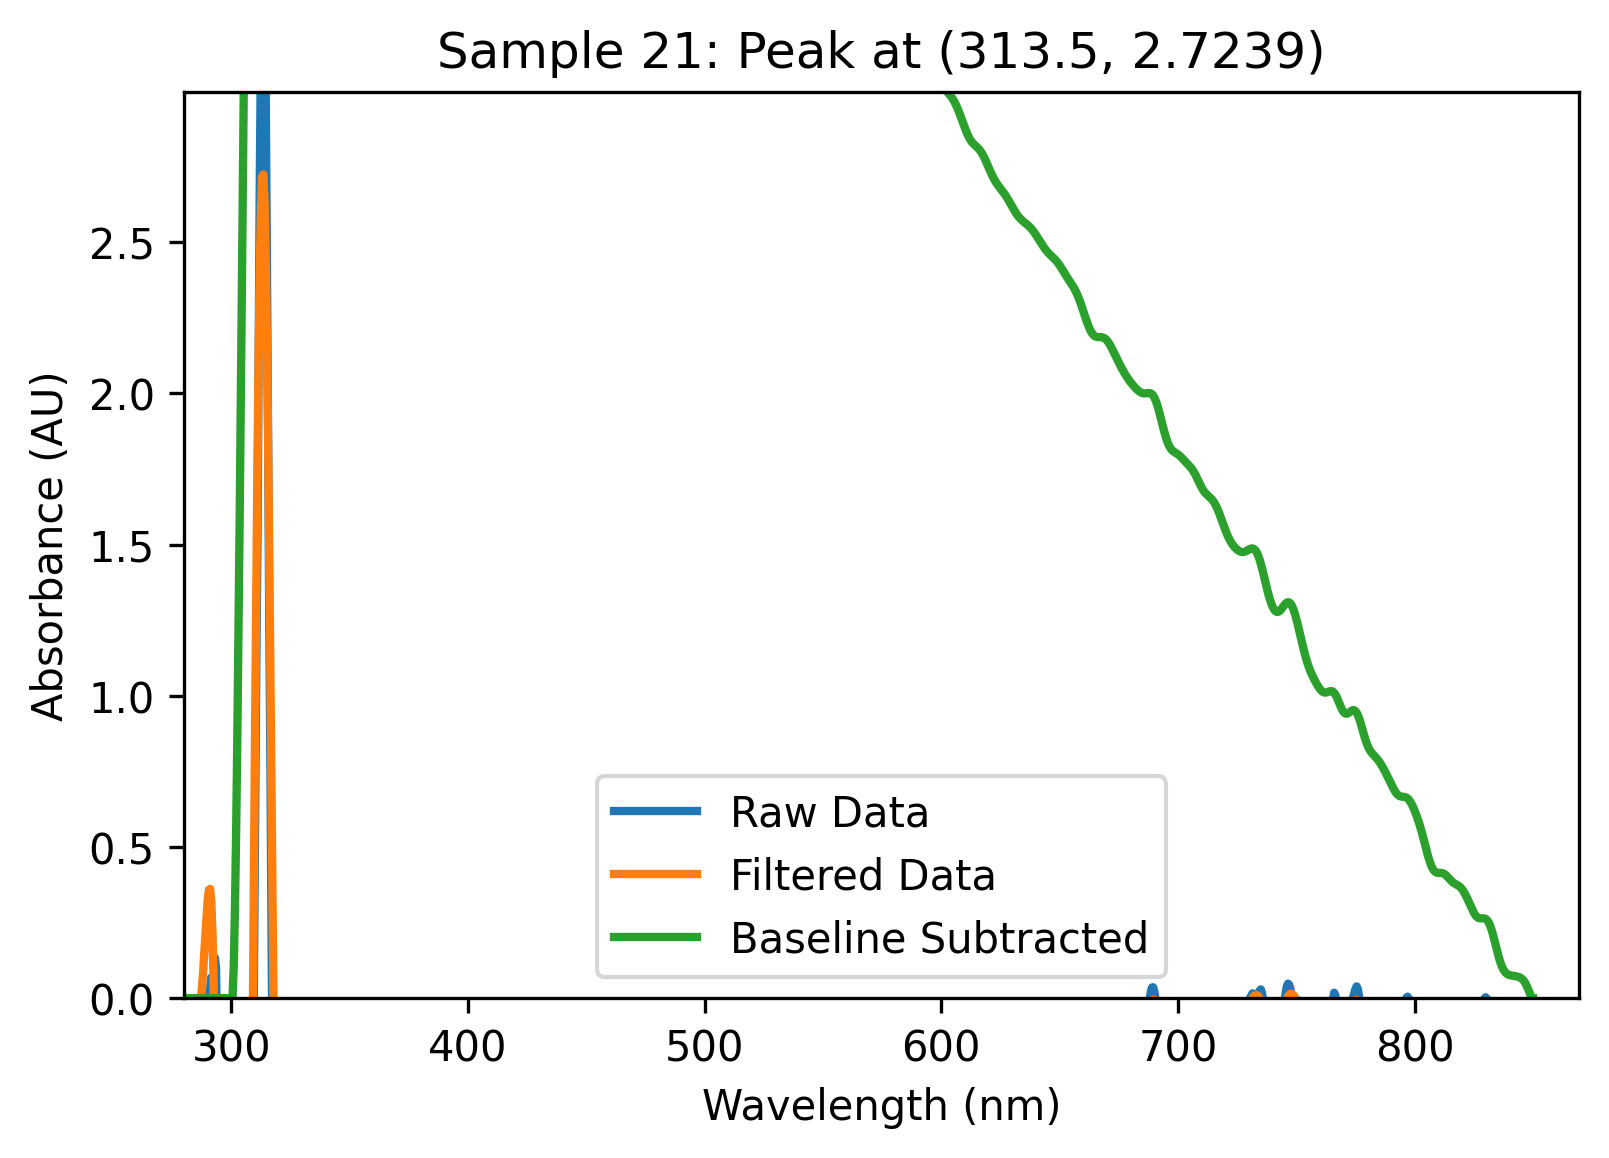 Sample 21: Peak at (313.5, 2.7239)
2.5
2.0
1.5
1.0
0.5
0.0
Absorbance (AU)
Raw Data
Filtered Data
Baseline Subtracted
300 400 500 600 700 800
Wavelength (nm)